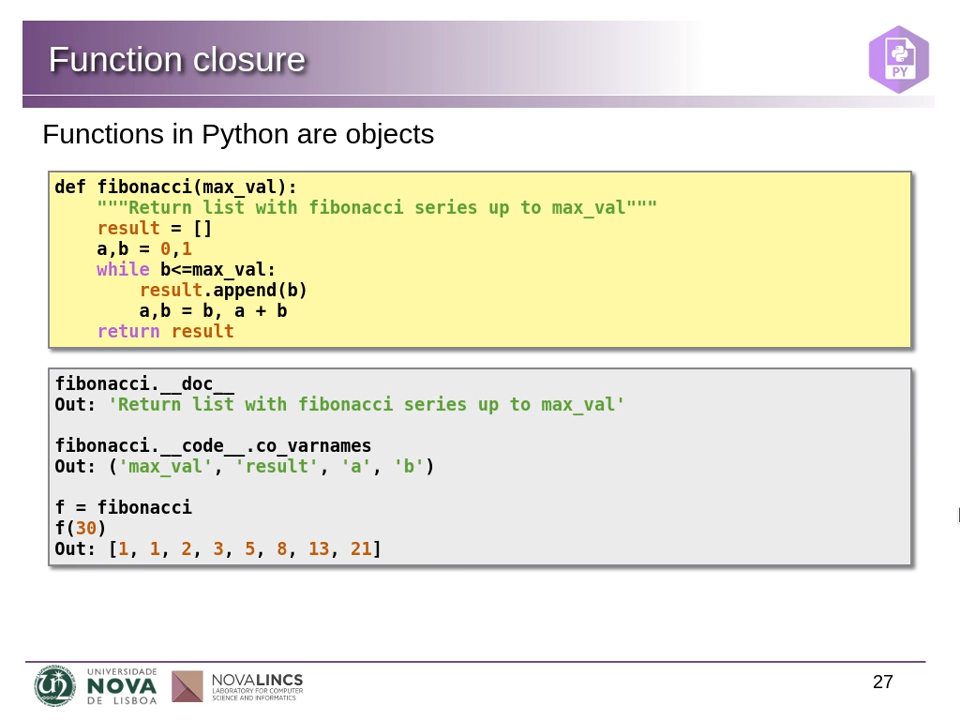 Function closure
PY
Functions in Python are objects
def fibonacci(max_val):
    """Return list with fibonacci series up to max_val"""
    result = []
    a,b = 0,1
    while b<=max_val:
        result.append(b)
        a,b = b, a + b
    return result
fibonacci.__doc__
Out: 'Return list with fibonacci series up to max_val'
fibonacci.__code__.co_varnames
Out: ('max_val', 'result', 'a', 'b')
f = fibonacci
f(30)
Out: [1, 1, 2, 3, 5, 8, 13, 21]
UNIVERSIDADE
NOVA
DE LISBOA
NOVALINCS
LABORATORY FOR COMPUTER
SCIENCE AND INFORMATICS
27